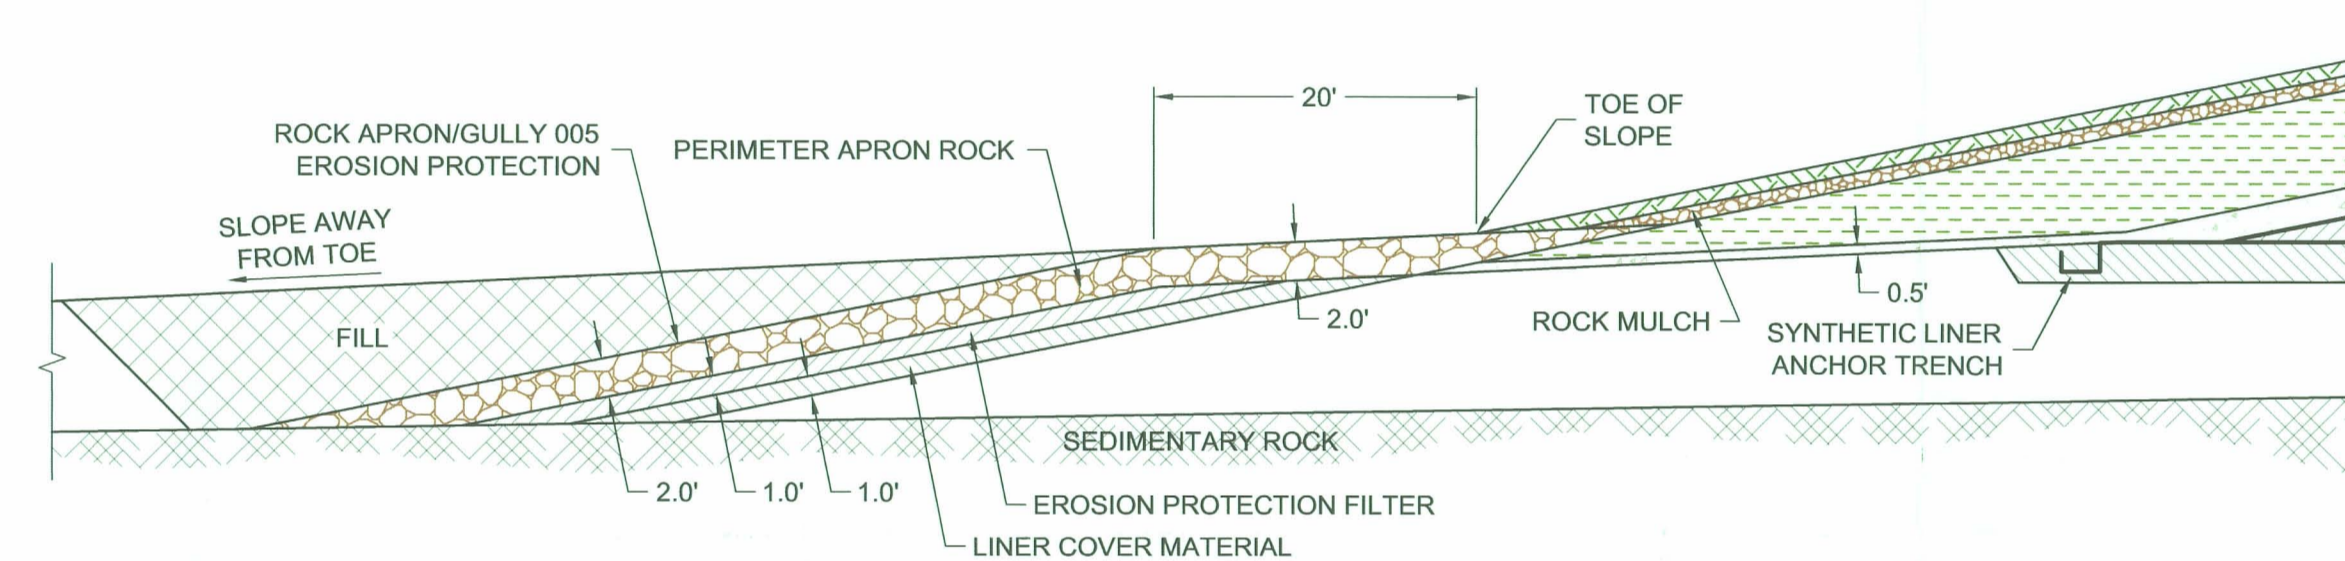 20'
TOE OF
SLOPE
ROCK APRON/GULLY 005
EROSION PROTECTION
PERIMETER APRON ROCK
SLOPE AWAY
FROM TOE
FILL
2.0'
ROCK MULCH
0.5'
SYNTHETIC LINER
ANCHOR TRENCH
SEDIMENTARY ROCK
2.0'
1.0'
1.0'
EROSION PROTECTION FILTER
LINER COVER MATERIAL